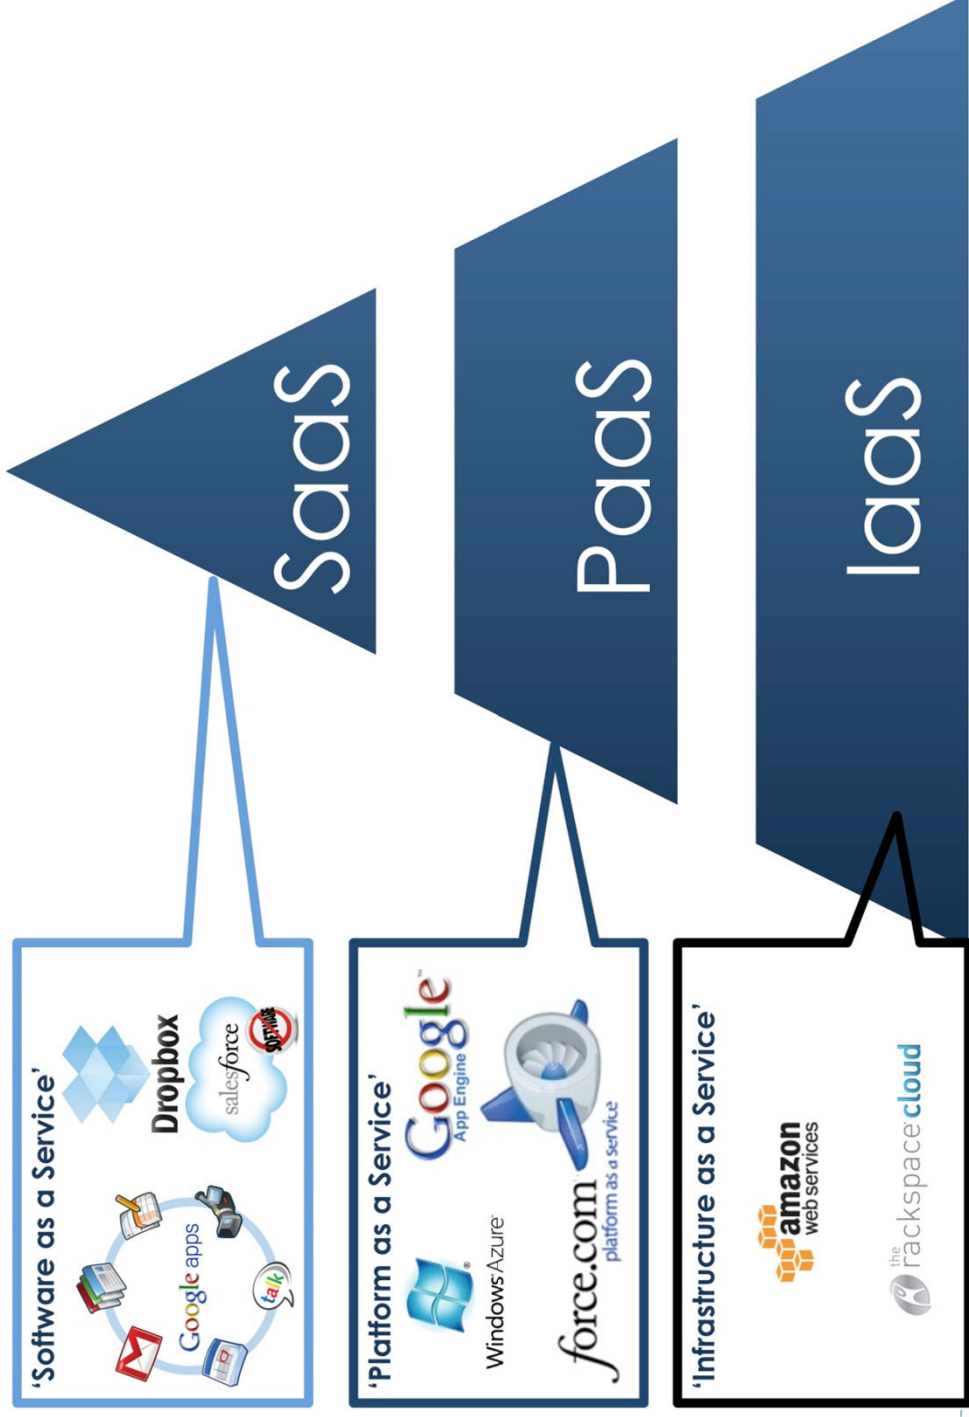 'Software as a Service'
Google apps
talk
Dropbox
salesforce
SOFTWARE
SaaS
'Platform as a Service'
Windows Azure
®
Google™
App Engine
force.com
platform as a service
PaaS
'Infrastructure as a Service'
amazon
web services
the
rackspace cloud
IaaS